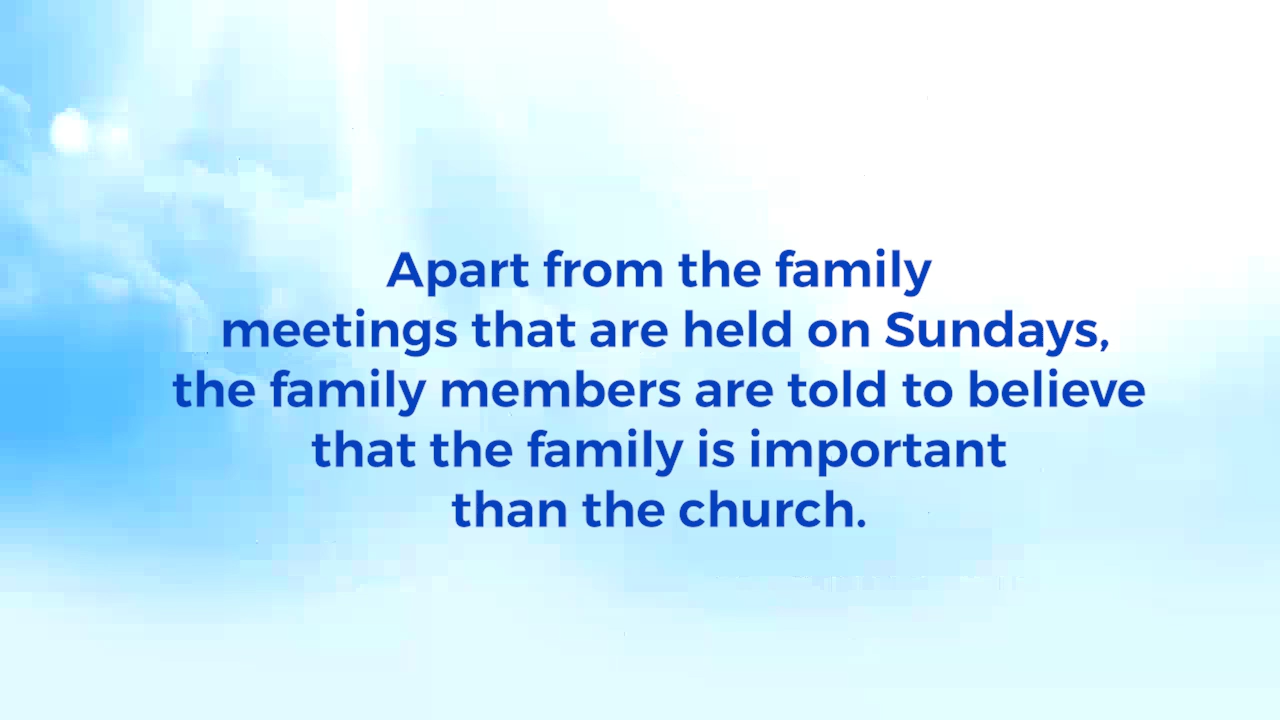 Apart from the family
meetings that are held on Sundays,
the family members are told to believe
that the family is important
than the church.